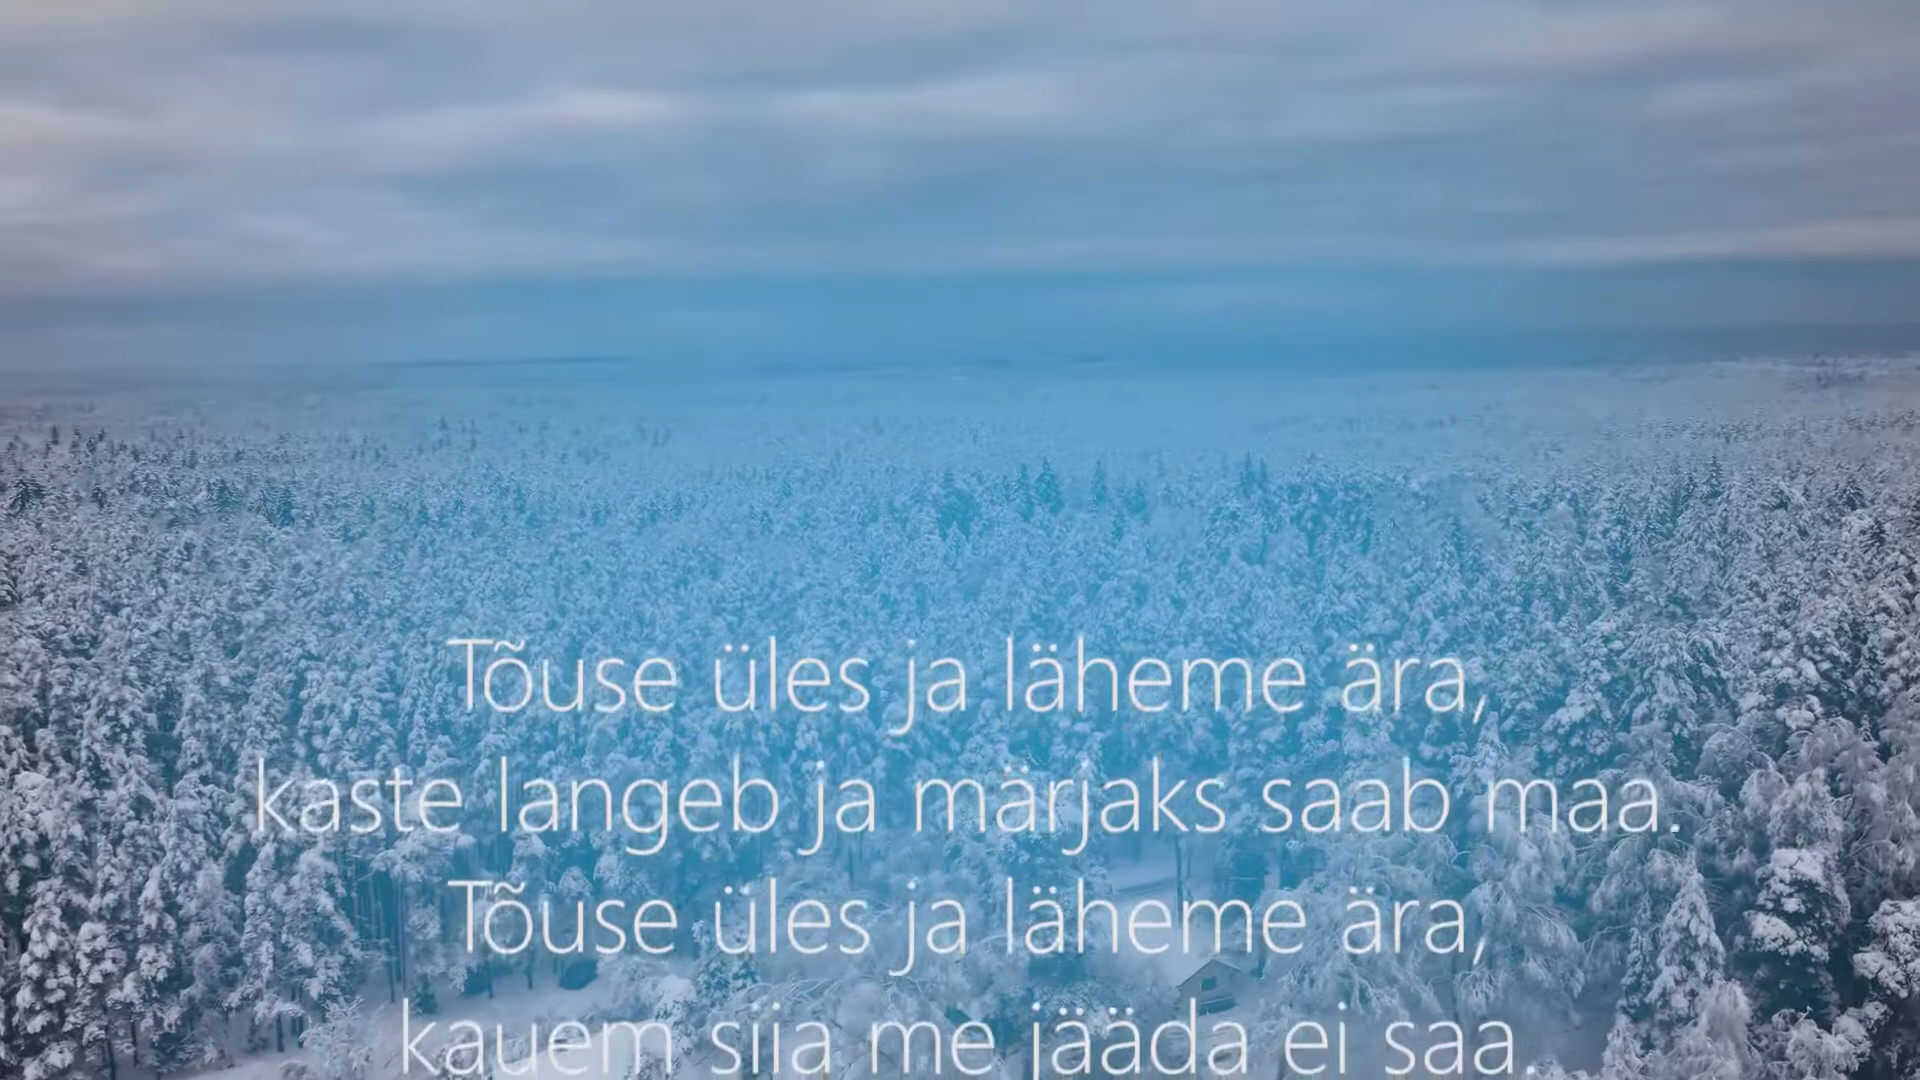 Tõuse üles ja läheme ära,
kaste langeb ja märjaks saab maa.
Tõuse üles ja läheme ära,
kauem siia me jääda ei saa.